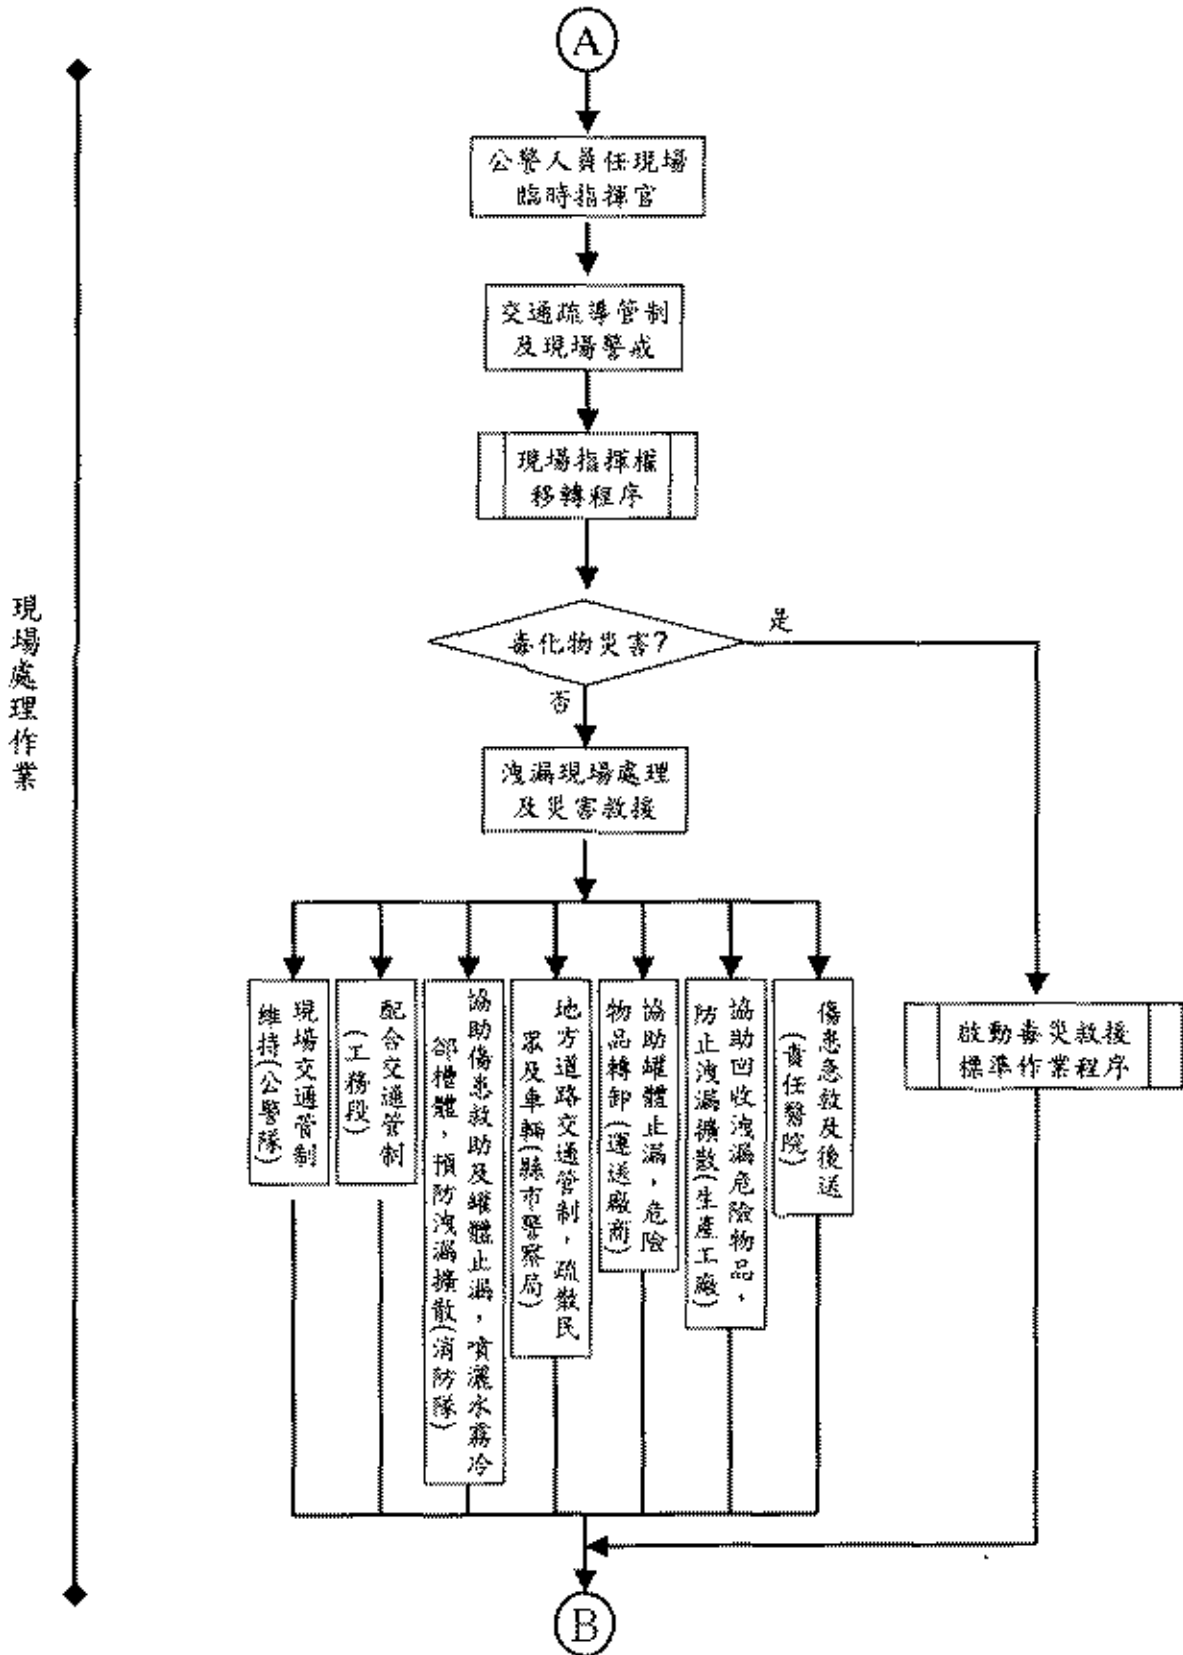 A
公警人員任現場
臨時指揮官
交通疏導管制
及現場警戒
現場指揮權
移轉程序
毒化物災害?
是
否
現場處理作業
洩漏現場處理
及災害救援
現場交通管制
維持(公警隊)
配合交通管制
(工務段)
協助傷患救助及罐體止漏，噴灑水霧冷
卻槽體，預防洩漏擴散(消防隊)
地方道路交通管制，疏散民
眾及車輛(縣市警察局)
協助罐體止漏，危險
物品轉卸(運送廠商)
協助回收洩漏危險物品，
防止洩漏擴散(生產工廠)
傷患急救及後送
(責任醫院)
啟動毒災救援
標準作業程序
B